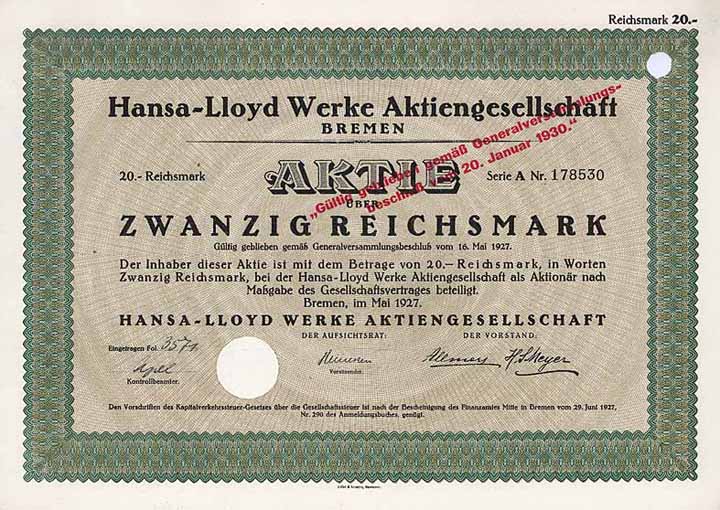 Reichsmark 20.-
Hansa-Lloyd Werke Aktiengesellschaft
BREMEN
20.- Reichsmark
AKTIE
Serie A Nr. 178530
ÜBER
„Gültig geblieben gemäß Generalversammlungs-
beschluß vom 20. Januar 1930."
ZWANZIG REICHSMARK
Gültig geblieben gemäß Generalversammlungsbeschluß vom 16. Mai 1927.
Der Inhaber dieser Aktie ist mit dem Betrage von 20.- Reichsmark, in Worten
Zwanzig Reichsmark, bei der Hansa-Lloyd Werke Aktiengesellschaft als Aktionär nach
Maßgabe des Gesellschaftsvertrages beteiligt.
Bremen, im Mai 1927.
HANSA-LLOYD WERKE AKTIENGESELLSCHAFT
DER AUFSICHTSRAT: DER VORSTAND:
Eingetragen Fol. 3571
Kontrollbeamter.
Vorsitzender.
Den Vorschriften des Kapitalverkehrssteuer-Gesetzes über die Gesellschaftssteuer ist nach der Bescheinigung des Finanzamtes Mitte in Bremen vom 29. Juni 1927,
Nr. 290 des Anmeldungsbuches, genügt.